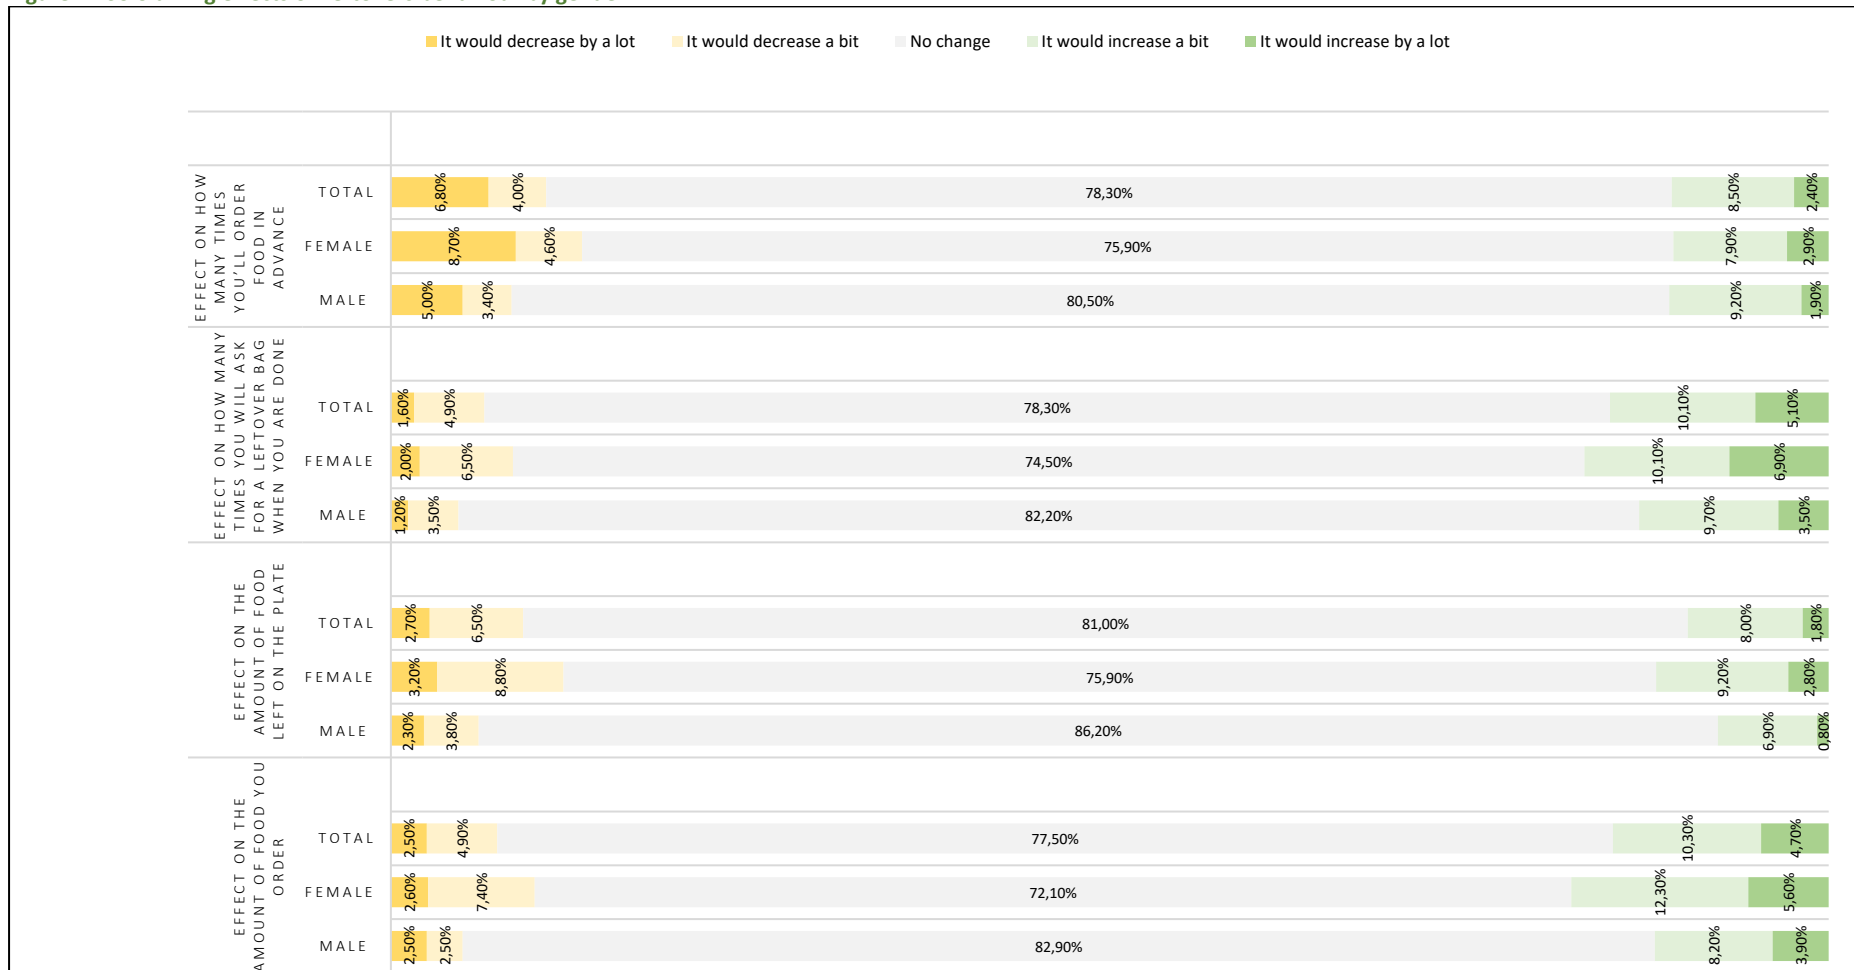 It would decrease by a lot It would decrease a bit No change It would increase a bit It would increase by a lot
EFFECT ON HOW
MANY TIMES
YOU'LL ORDER
FOOD IN
ADVANCE
TOTAL 6,80% 4,00% 78,30% 8,50% 2,40%
FEMALE 8,70% 4,60% 75,90% 7,90% 2,90%
MALE 5,00% 3,40% 80,50% 9,20% 1,90%
EFFECT ON HOW MANY
TIMES YOU WILL ASK
FOR A LEFTOVER BAG
WHEN YOU ARE DONE
TOTAL 1,60% 4,90% 78,30% 10,10% 5,10%
FEMALE 2,00% 6,50% 74,50% 10,10% 6,90%
MALE 1,20% 3,50% 82,20% 9,70% 3,50%
EFFECT ON THE
AMOUNT OF FOOD
LEFT ON THE PLATE
TOTAL 2,70% 6,50% 81,00% 8,00% 1,80%
FEMALE 3,20% 8,80% 75,90% 9,20% 2,80%
MALE 2,30% 3,80% 86,20% 6,90% 0,80%
EFFECT ON THE
AMOUNT OF FOOD YOU
ORDER
TOTAL 2,50% 4,90% 77,50% 10,30% 4,70%
FEMALE 2,60% 7,40% 72,10% 12,30% 5,60%
MALE 2,50% 2,50% 82,90% 8,20% 3,90%